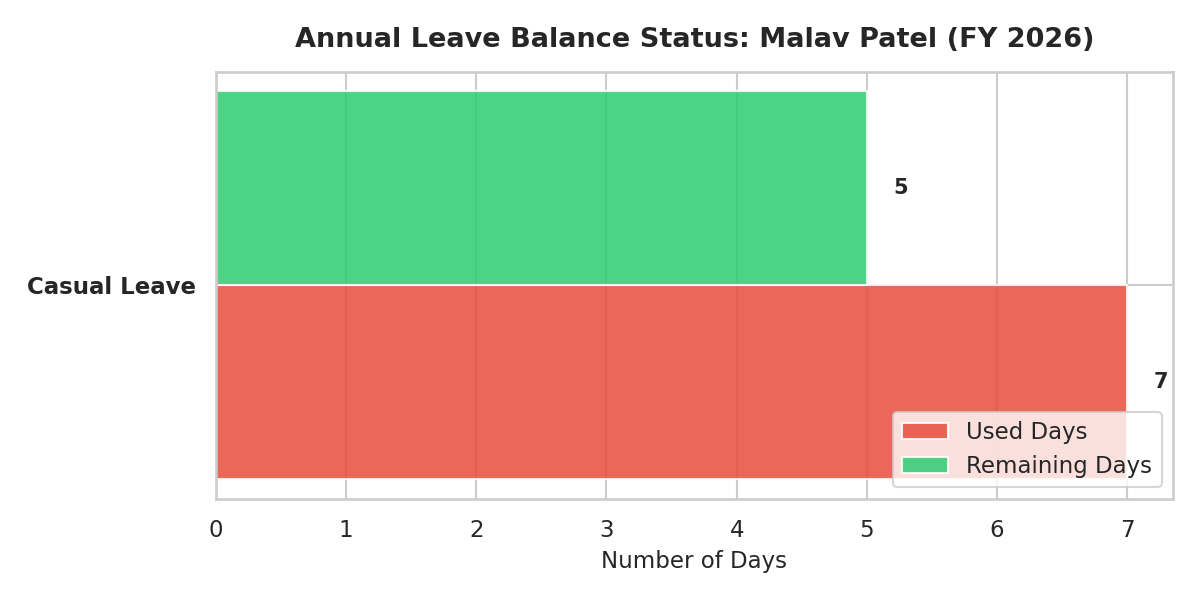 Annual Leave Balance Status: Malav Patel (FY 2026)
5
Casual Leave
7
Used Days
Remaining Days
0 1 2 3 4 5 6 7
Number of Days